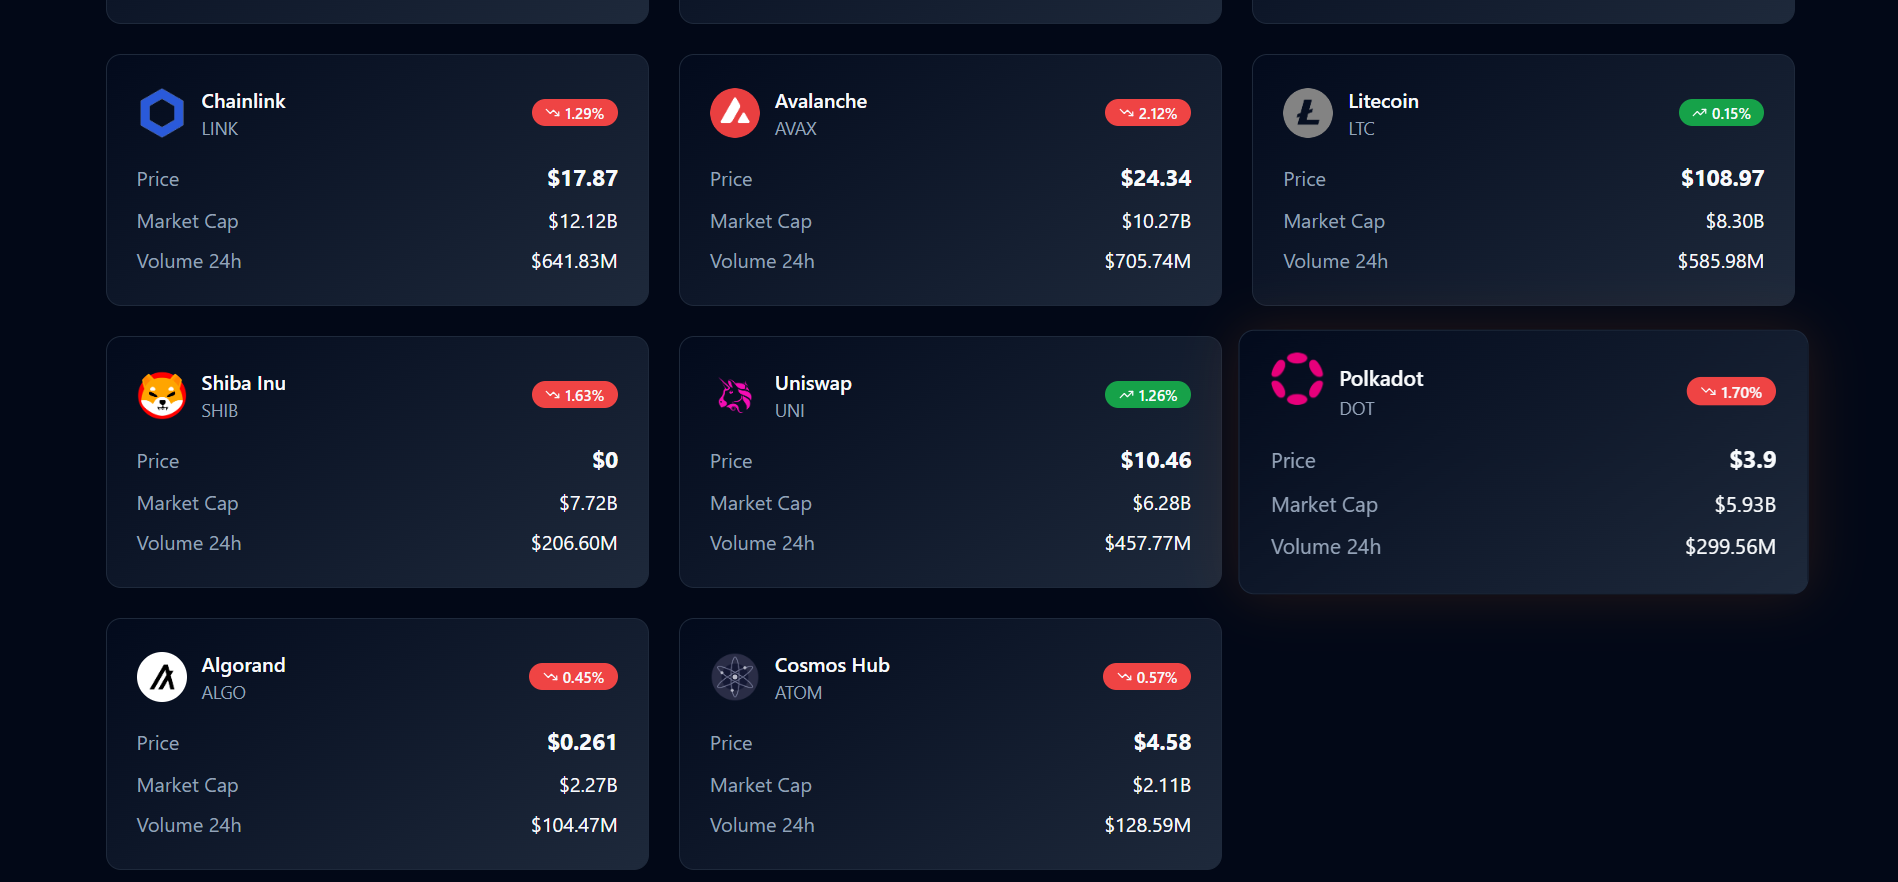 Chainlink
LINK
1.29%
Price $17.87
Market Cap $12.12B
Volume 24h $641.83M
Avalanche
AVAX
2.12%
Price $24.34
Market Cap $10.27B
Volume 24h $705.74M
Litecoin
LTC
0.15%
Price $108.97
Market Cap $8.30B
Volume 24h $585.98M
Shiba Inu
SHIB
1.63%
Price $0
Market Cap $7.72B
Volume 24h $206.60M
Uniswap
UNI
1.26%
Price $10.46
Market Cap $6.28B
Volume 24h $457.77M
Polkadot
DOT
1.70%
Price $3.9
Market Cap $5.93B
Volume 24h $299.56M
Algorand
ALGO
0.45%
Price $0.261
Market Cap $2.27B
Volume 24h $104.47M
Cosmos Hub
ATOM
0.57%
Price $4.58
Market Cap $2.11B
Volume 24h $128.59M